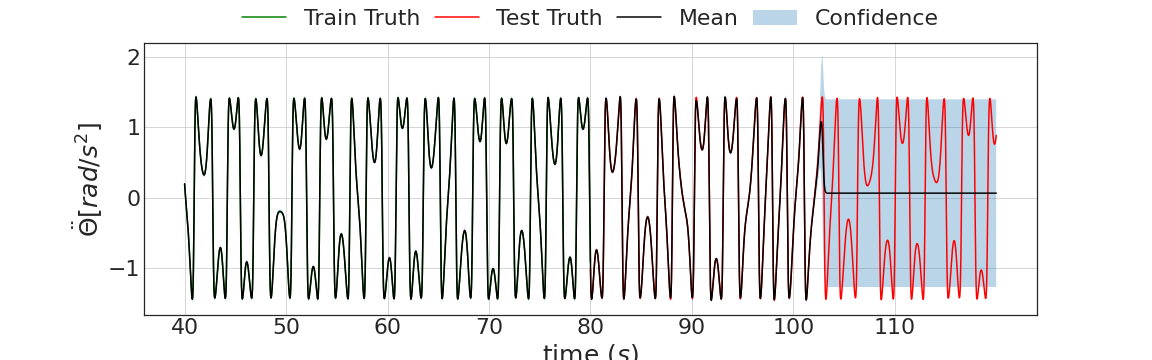 Train Truth Test Truth Mean Confidence
2
1
0
−1
Θ̈[rad/s²]
40 50 60 70 80 90 100 110
time (s)